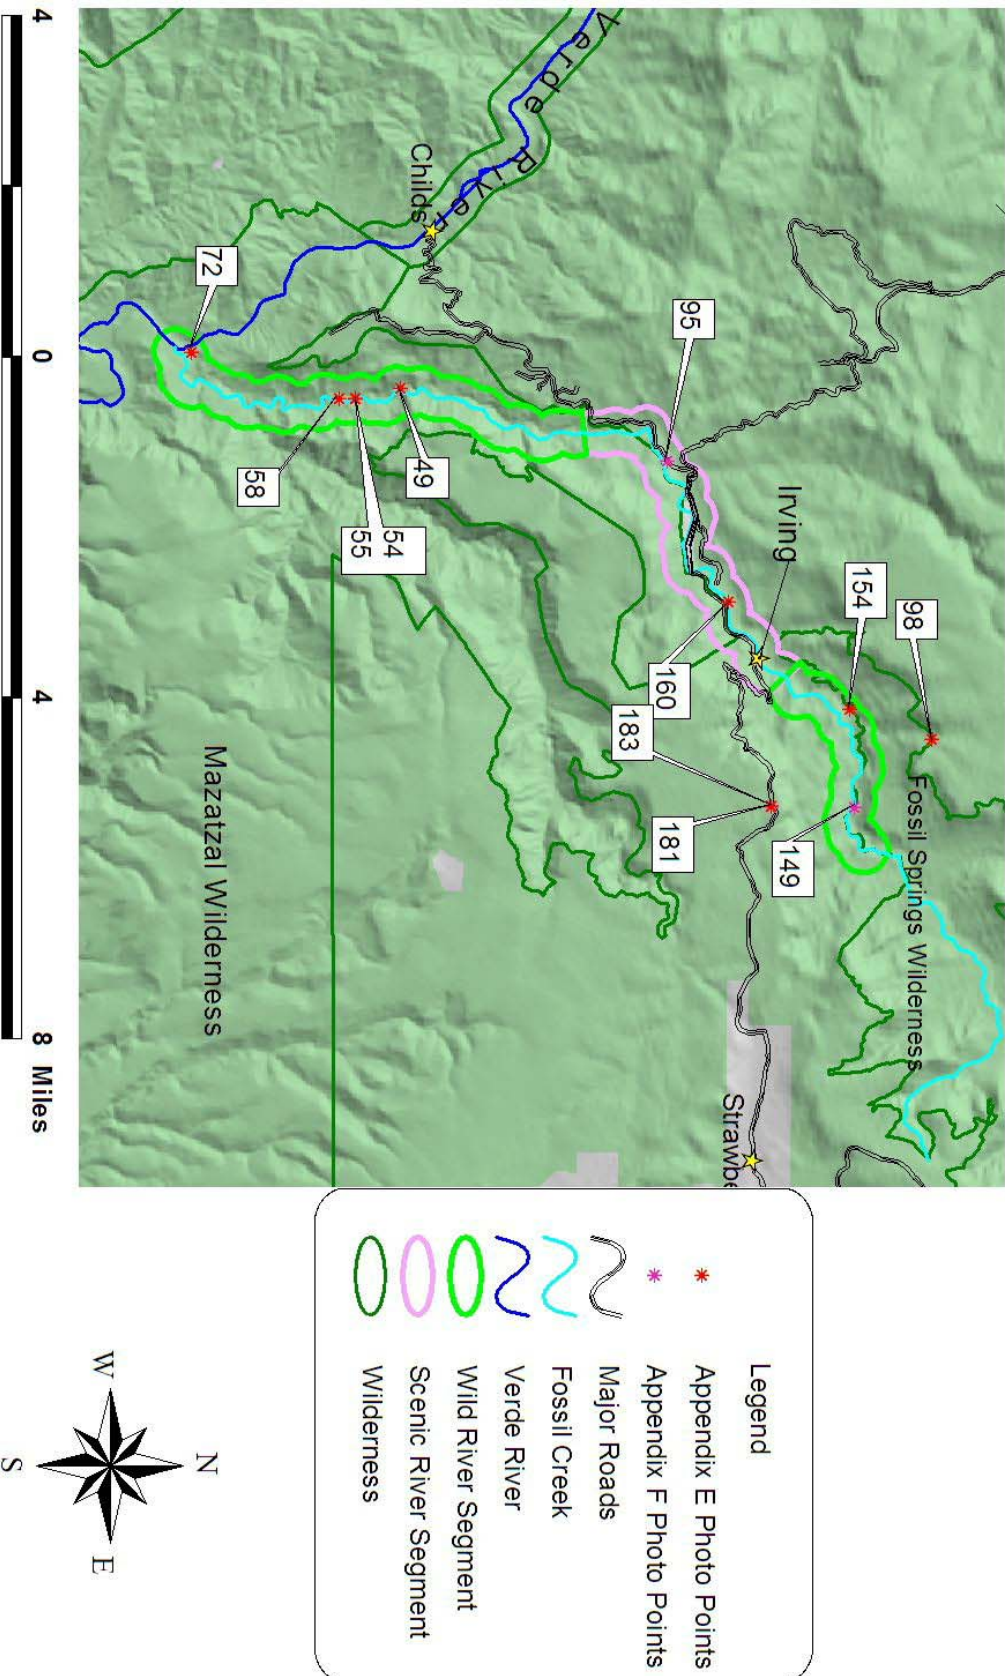 Verde River
Childs
72
95
Irving
154
98
49
54
55
58
160
183
181
149
Fossil Springs Wilderness
Mazatzal Wilderness
Strawbe
4
0
4
8 Miles
Legend
Appendix E Photo Points
Appendix F Photo Points
Major Roads
Fossil Creek
Verde River
Wild River Segment
Scenic River Segment
Wilderness
N
W
E
S